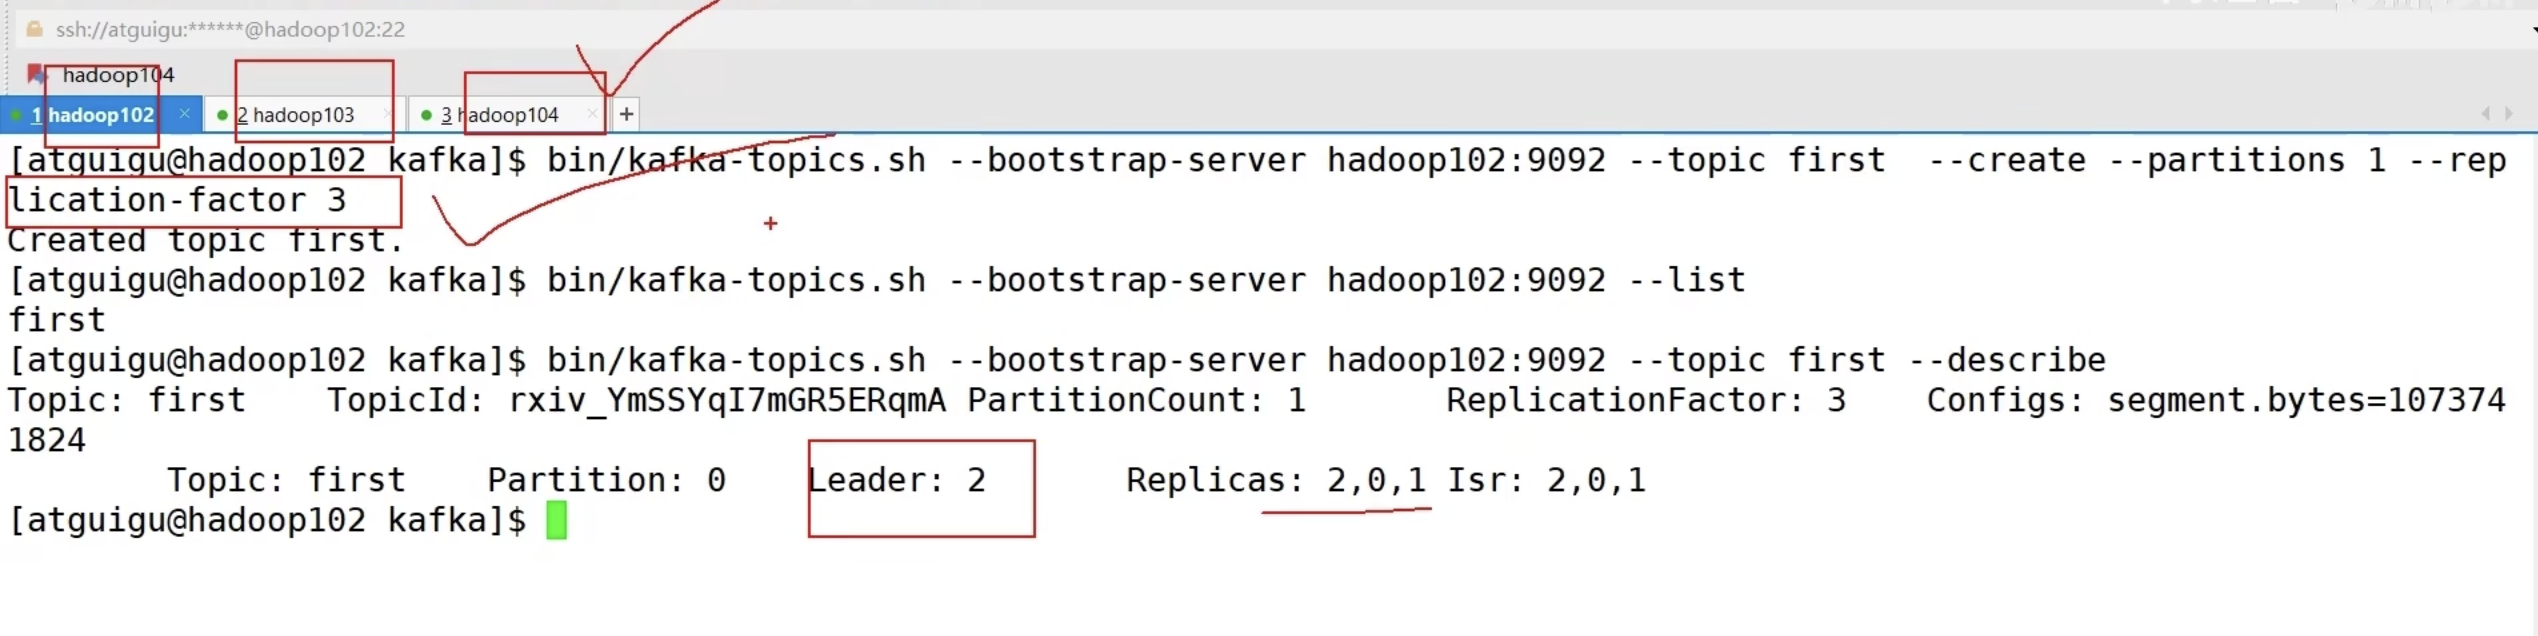 ssh://atguigu:******@hadoop102:22
hadoop104
1 hadoop102 × 2 hadoop103 × 3 hadoop104 × +
[atguigu@hadoop102 kafka]$ bin/kafka-topics.sh --bootstrap-server hadoop102:9092 --topic first  --create --partitions 1 --rep
lication-factor 3
Created topic first.
[atguigu@hadoop102 kafka]$ bin/kafka-topics.sh --bootstrap-server hadoop102:9092 --list
first
[atguigu@hadoop102 kafka]$ bin/kafka-topics.sh --bootstrap-server hadoop102:9092 --topic first --describe
Topic: first    TopicId: rxiv_YmSSYqI7mGR5ERqmA PartitionCount: 1       ReplicationFactor: 3    Configs: segment.bytes=107374
1824
        Topic: first    Partition: 0    Leader: 2       Replicas: 2,0,1 Isr: 2,0,1
[atguigu@hadoop102 kafka]$